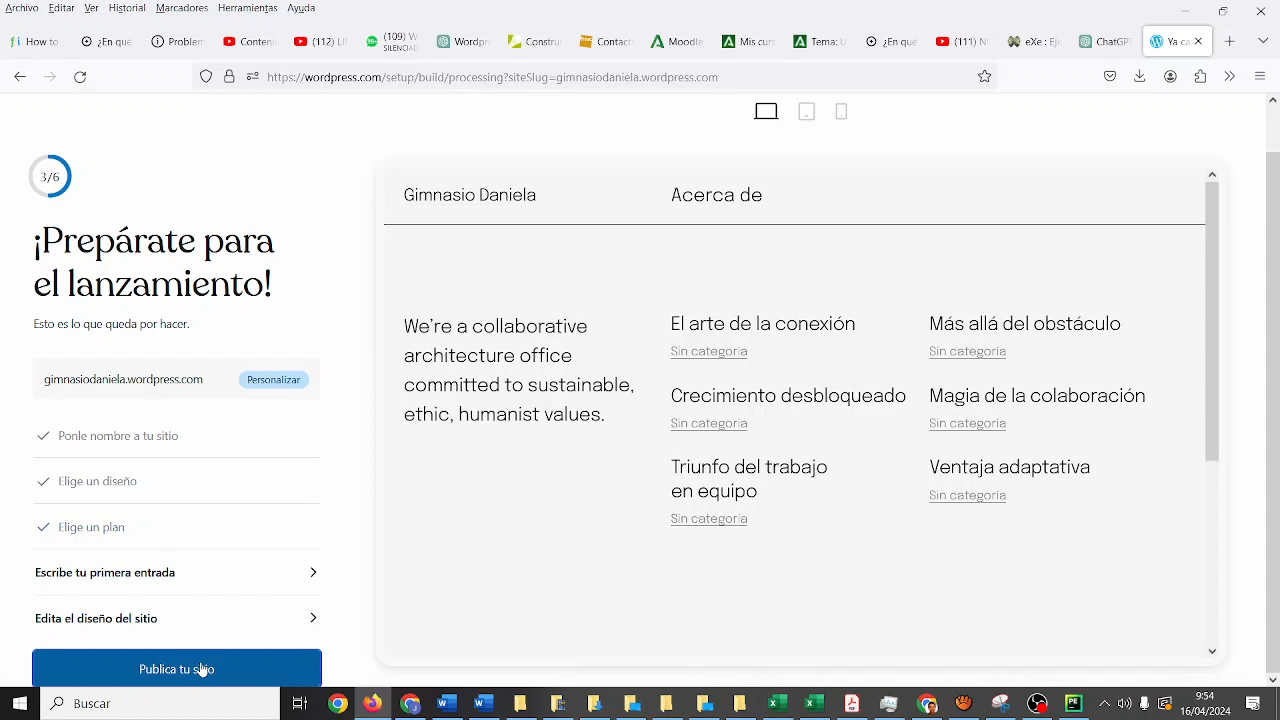 Archivo Editar Ver Historial Marcadores Herramientas Ayuda
How to
¿En qué
Problem
Conteni
(109) W
SILENCIA
Wordpr
Constru
Contact
Moodle
Mis curs
Tema: U
¿En qué
(111) N
eXe : Ej
ChatGPT
Ya ca
https://wordpress.com/setup/build/processing?siteSlug=gimnasiodaniela.wordpress.com
3/6
¡Prepárate para
el lanzamiento!
Esto es lo que queda por hacer.
gimnasiodaniela.wordpress.com Personalizar
Ponle nombre a tu sitio
Elige un diseño
Elige un plan
Escribe tu primera entrada
Edita el diseño del sitio
Publica tu sitio
Gimnasio Daniela
Acerca de
We’re a collaborative
architecture office
committed to sustainable,
ethic, humanist values.
El arte de la conexión
Sin categoría
Crecimiento desbloqueado
Sin categoría
Triunfo del trabajo
en equipo
Sin categoría
Más allá del obstáculo
Sin categoría
Magia de la colaboración
Sin categoría
Ventaja adaptativa
Sin categoría
Buscar
9:54
16/04/2024